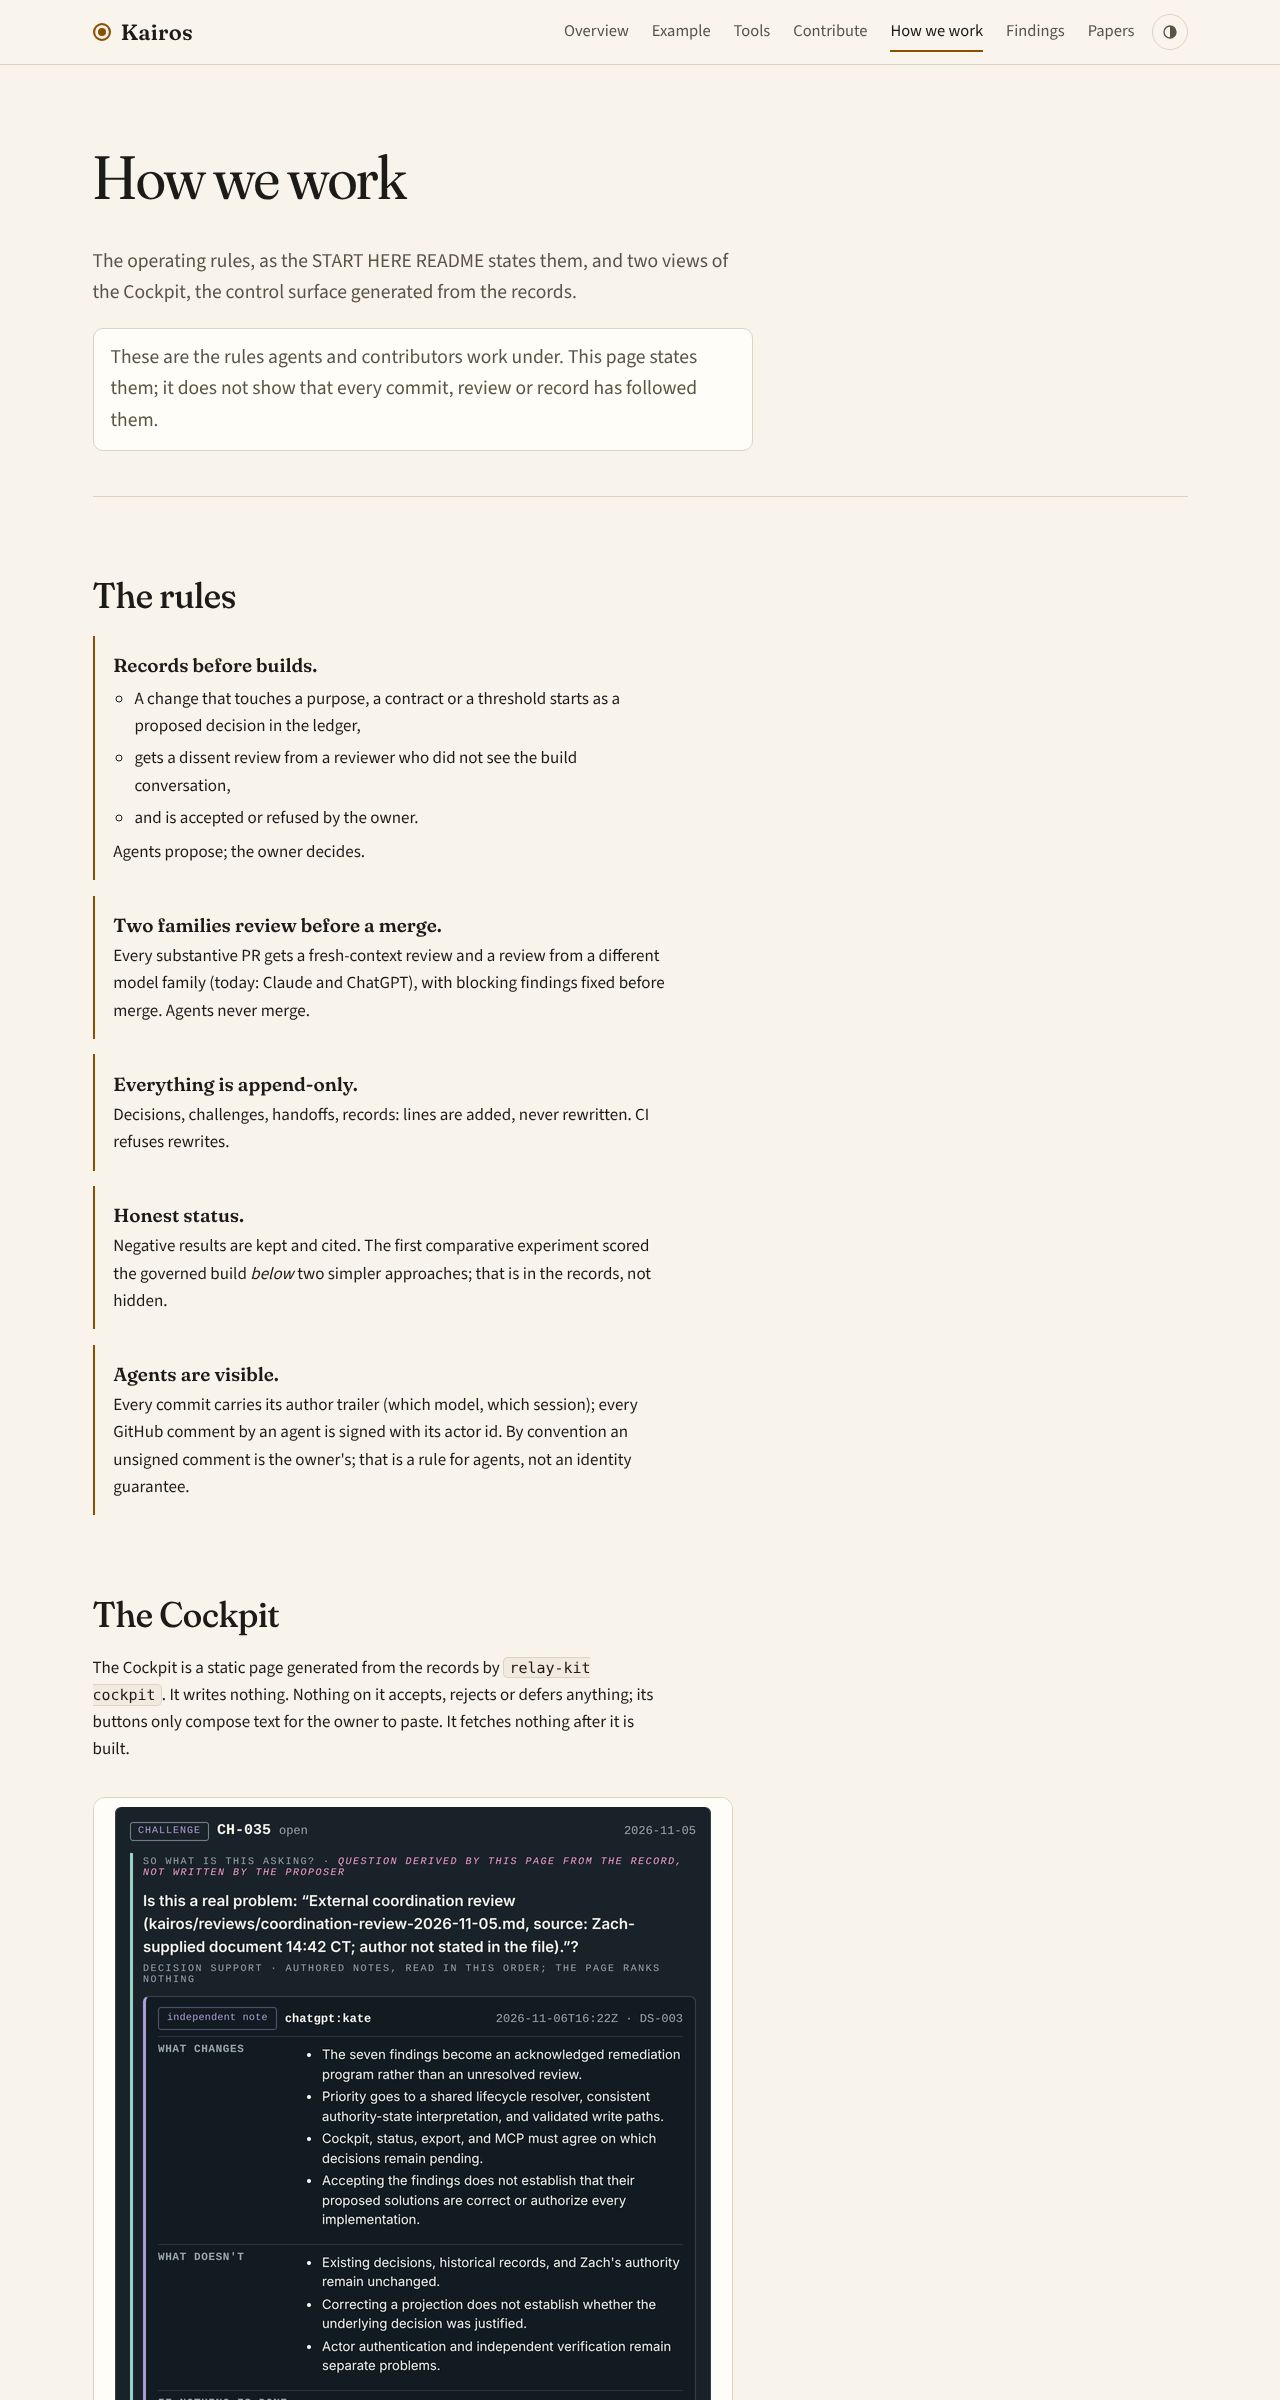 Kairos
Overview Example Tools Contribute How we work Findings Papers
How we work
The operating rules, as the START HERE README states them, and two views of
the Cockpit, the control surface generated from the records.
These are the rules agents and contributors work under. This page states
them; it does not show that every commit, review or record has followed
them.
The rules
Records before builds.
A change that touches a purpose, a contract or a threshold starts as a
proposed decision in the ledger,
gets a dissent review from a reviewer who did not see the build
conversation,
and is accepted or refused by the owner.
Agents propose; the owner decides.
Two families review before a merge.
Every substantive PR gets a fresh-context review and a review from a different
model family (today: Claude and ChatGPT), with blocking findings fixed before
merge. Agents never merge.
Everything is append-only.
Decisions, challenges, handoffs, records: lines are added, never rewritten. CI
refuses rewrites.
Honest status.
Negative results are kept and cited. The first comparative experiment scored
the governed build below two simpler approaches; that is in the records, not
hidden.
Agents are visible.
Every commit carries its author trailer (which model, which session); every
GitHub comment by an agent is signed with its actor id. By convention an
unsigned comment is the owner's; that is a rule for agents, not an identity
guarantee.
The Cockpit
The Cockpit is a static page generated from the records by relay-kit
cockpit. It writes nothing. Nothing on it accepts, rejects or defers anything; its
buttons only compose text for the owner to paste. It fetches nothing after it is
built.
CHALLENGE CH-035 open 2026-11-05
SO WHAT IS THIS ASKING? · QUESTION DERIVED BY THIS PAGE FROM THE RECORD,
NOT WRITTEN BY THE PROPOSER
Is this a real problem: “External coordination review
(kairos/reviews/coordination-review-2026-11-05.md, source: Zach-
supplied document 14:42 CT; author not stated in the file).”?
DECISION SUPPORT · AUTHORED NOTES, READ IN THIS ORDER; THE PAGE RANKS
NOTHING
independent note chatgpt:kate 2026-11-06T16:22Z · DS-003
WHAT CHANGES
• The seven findings become an acknowledged remediation
program rather than an unresolved review.
• Priority goes to a shared lifecycle resolver, consistent
authority-state interpretation, and validated write paths.
• Cockpit, status, export, and MCP must agree on which
decisions remain pending.
• Accepting the findings does not establish that their
proposed solutions are correct or authorize every
implementation.
WHAT DOESN'T
• Existing decisions, historical records, and Zach's authority
remain unchanged.
• Correcting a projection does not establish whether the
underlying decision was justified.
• Actor authentication and independent verification remain
separate problems.